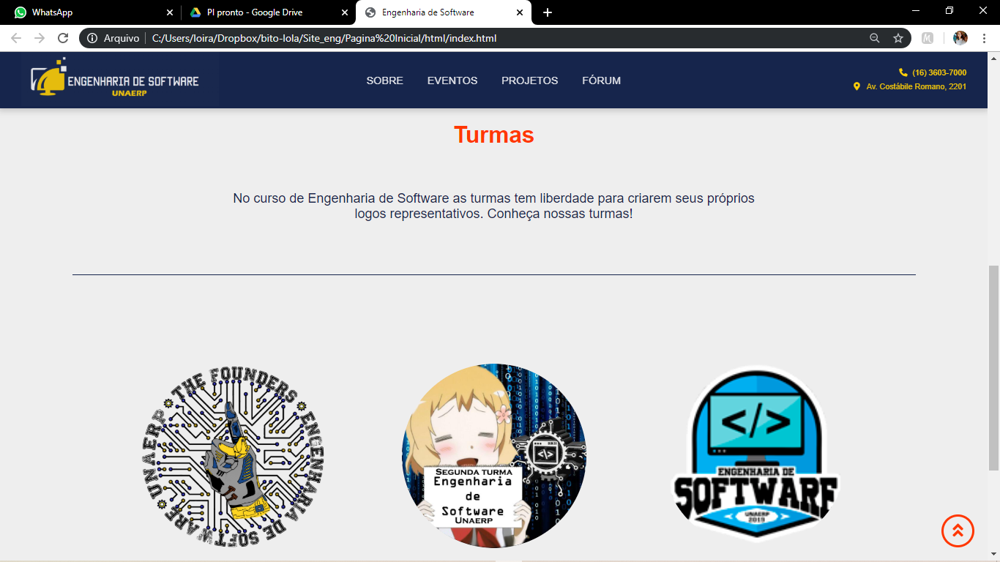 WhatsApp
PI pronto - Google Drive
Engenharia de Software
Arquivo
C:/Users/loira/Dropbox/bito-lola/Site_eng/Pagina%20Inicial/html/index.html
ENGENHARIA DE SOFTWARE
UNAERP
SOBRE
EVENTOS
PROJETOS
FÓRUM
(16) 3603-7000
Av. Costábile Romano, 2201
Turmas
No curso de Engenharia de Software as turmas tem liberdade para criarem seus próprios
logos representativos. Conheça nossas turmas!
THE FOUNDERS
ENGENHARIA DE SOFTWARE
UNAERP
</>
SEGUNDA TURMA
Engenharia
de
Software
UNAERP
</>
ENGENHARIA DE
SOFTWARE
UNAERP
2019